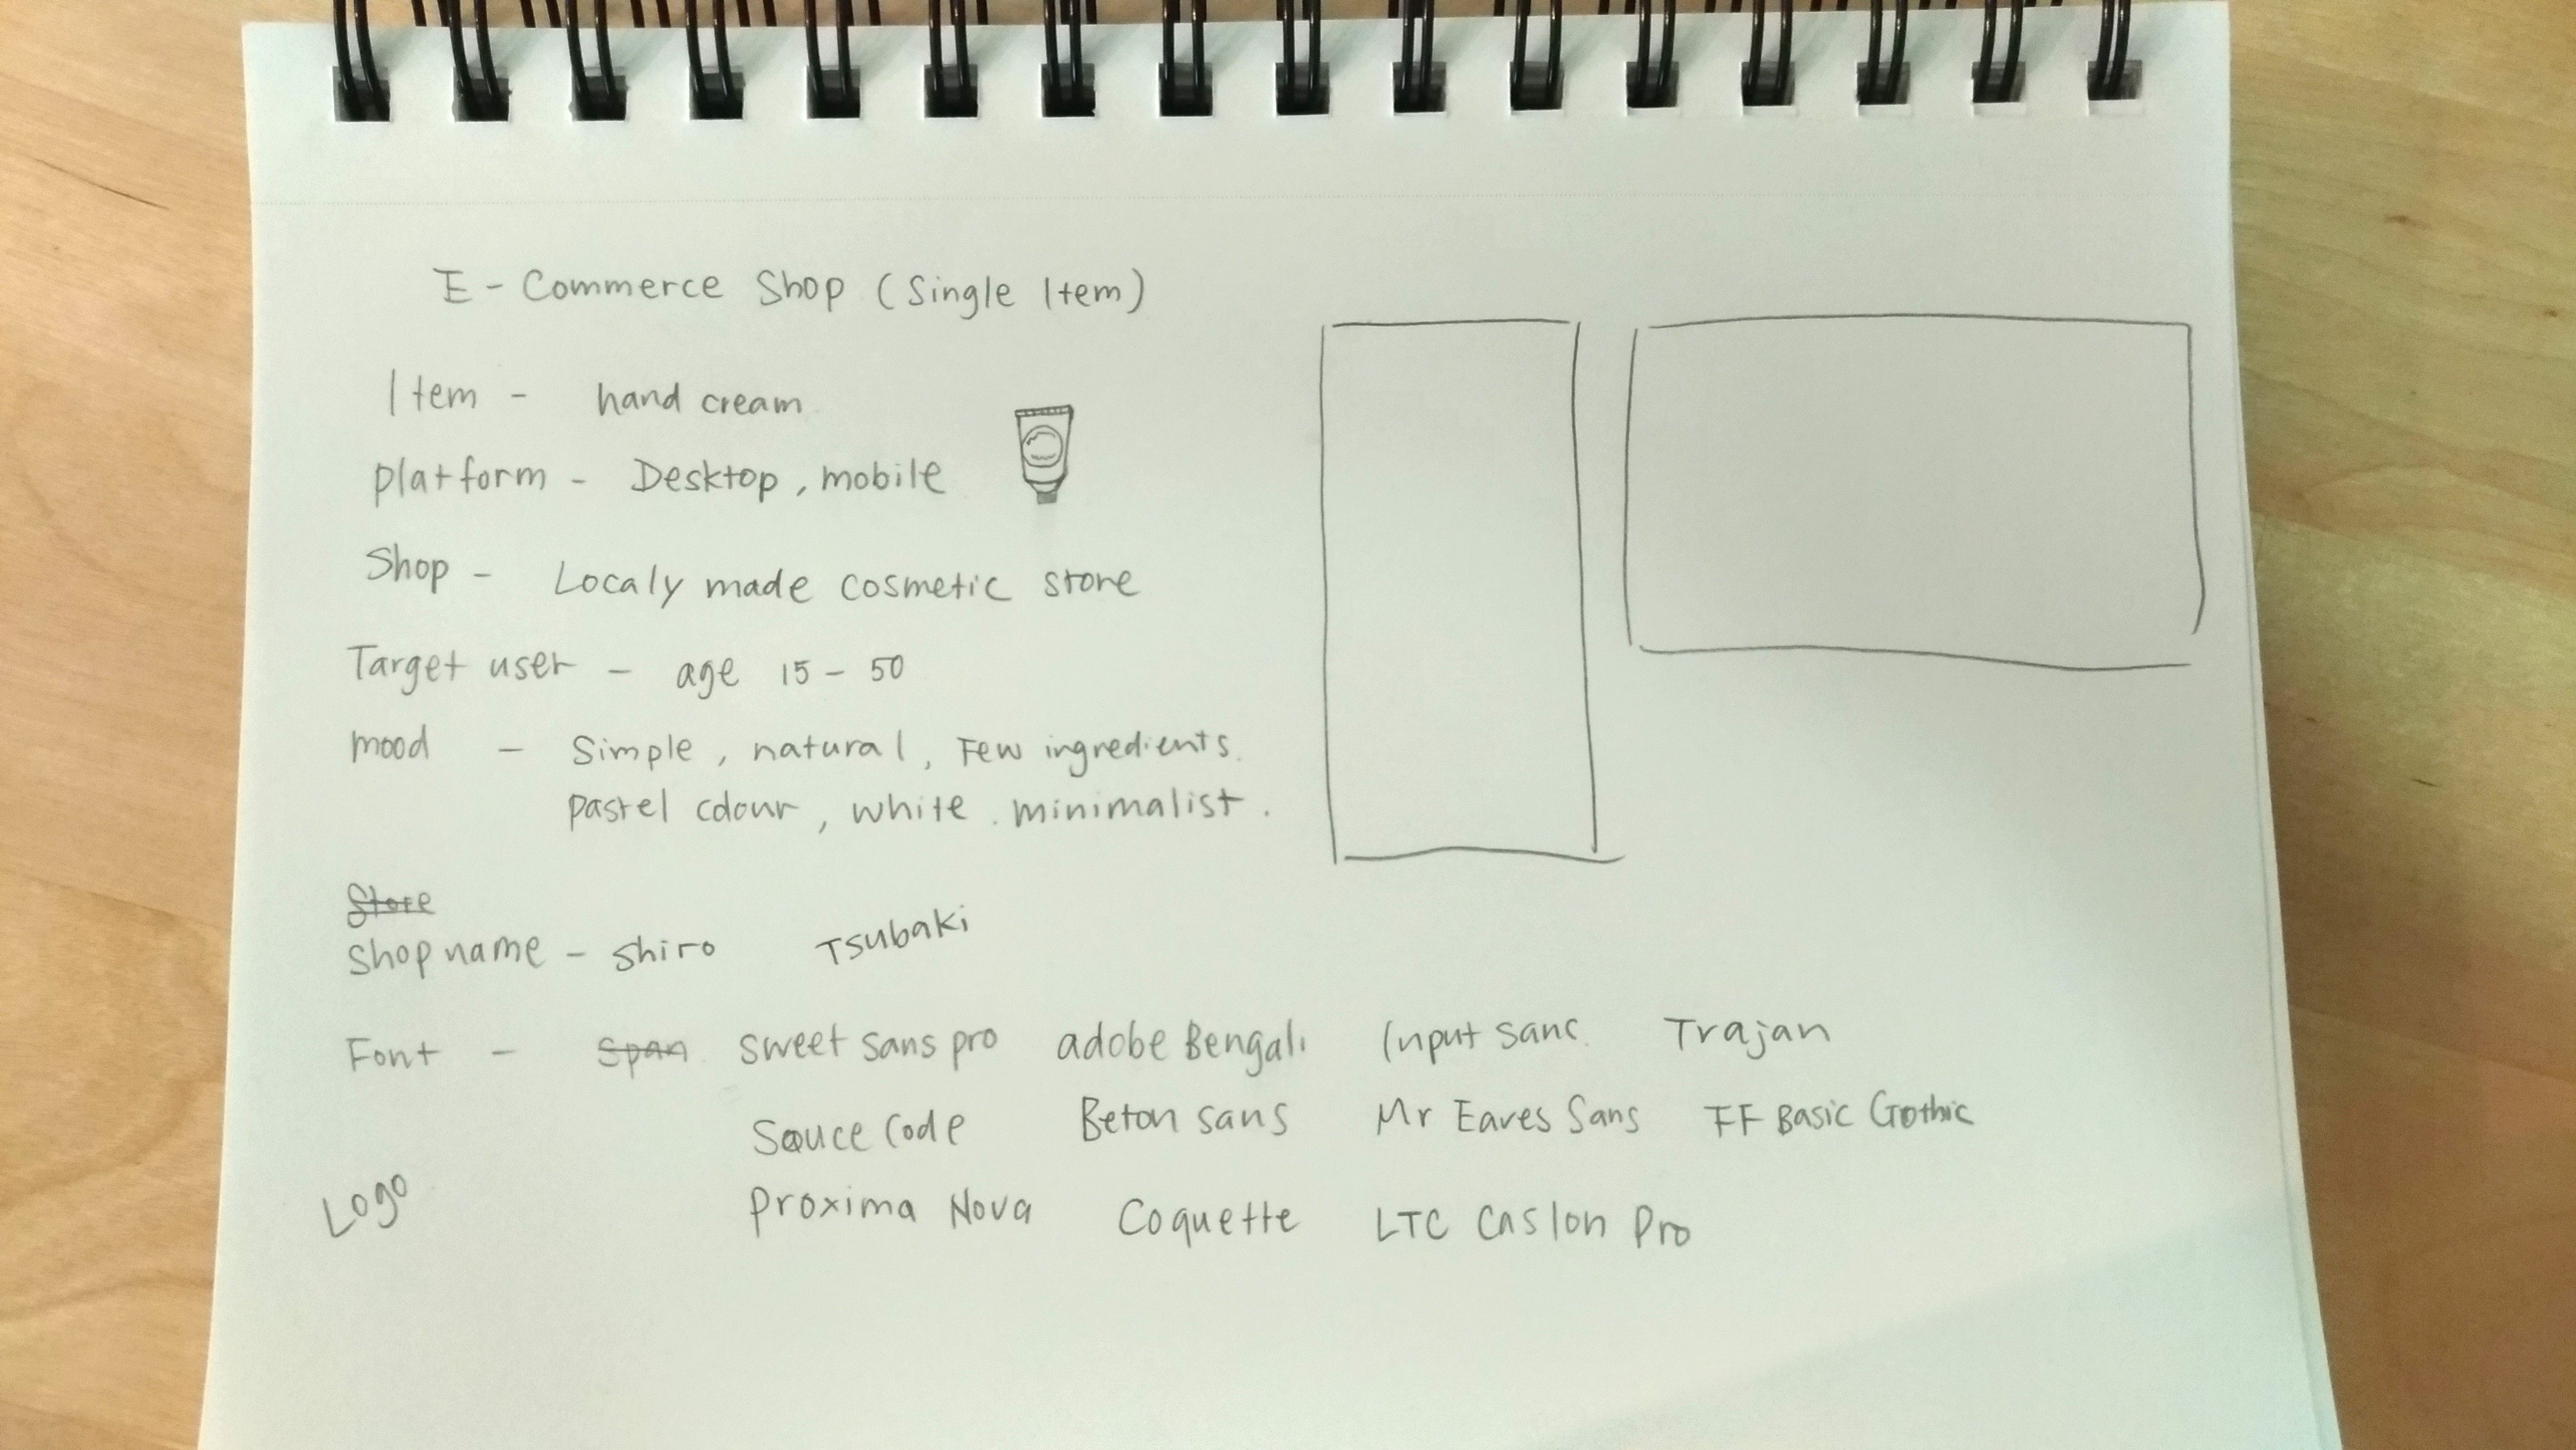 E - Commerce Shop (Single Item)
Item - hand cream
platform - Desktop, mobile
Shop - Localy made cosmetic store
Target user - age 15 - 50
mood - Simple, natural, Few ingredients.
pastel colour, white. minimalist.
Store
Shop name - shiro Tsubaki
Font - Span sweet sans pro adobe Bengali Input sans Trajan
Sauce Code Beton sans Mr Eaves Sans FF Basic Gothic
Logo
Proxima Nova Coquette LTC Caslon Pro